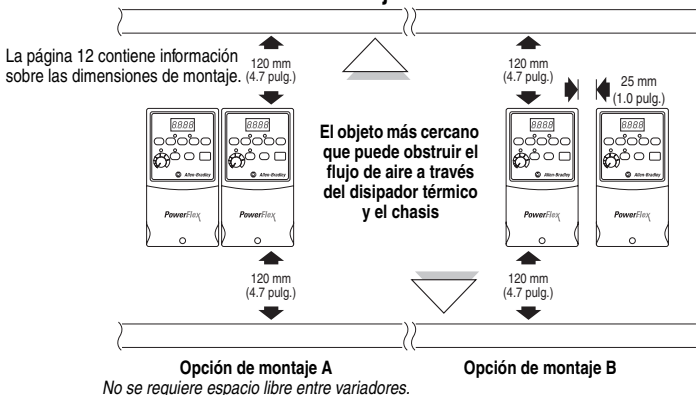 La página 12 contiene información
sobre las dimensiones de montaje.
120 mm
(4.7 pulg.)
120 mm
(4.7 pulg.)
25 mm
(1.0 pulg.)
8888
8888
8888
8888
Allen-Bradley
Allen-Bradley
Allen-Bradley
Allen-Bradley
PowerFlex
PowerFlex
PowerFlex
PowerFlex
El objeto más cercano
que puede obstruir el
flujo de aire a través
del disipador térmico
y el chasis
120 mm
(4.7 pulg.)
120 mm
(4.7 pulg.)
Opción de montaje A
No se requiere espacio libre entre variadores.
Opción de montaje B